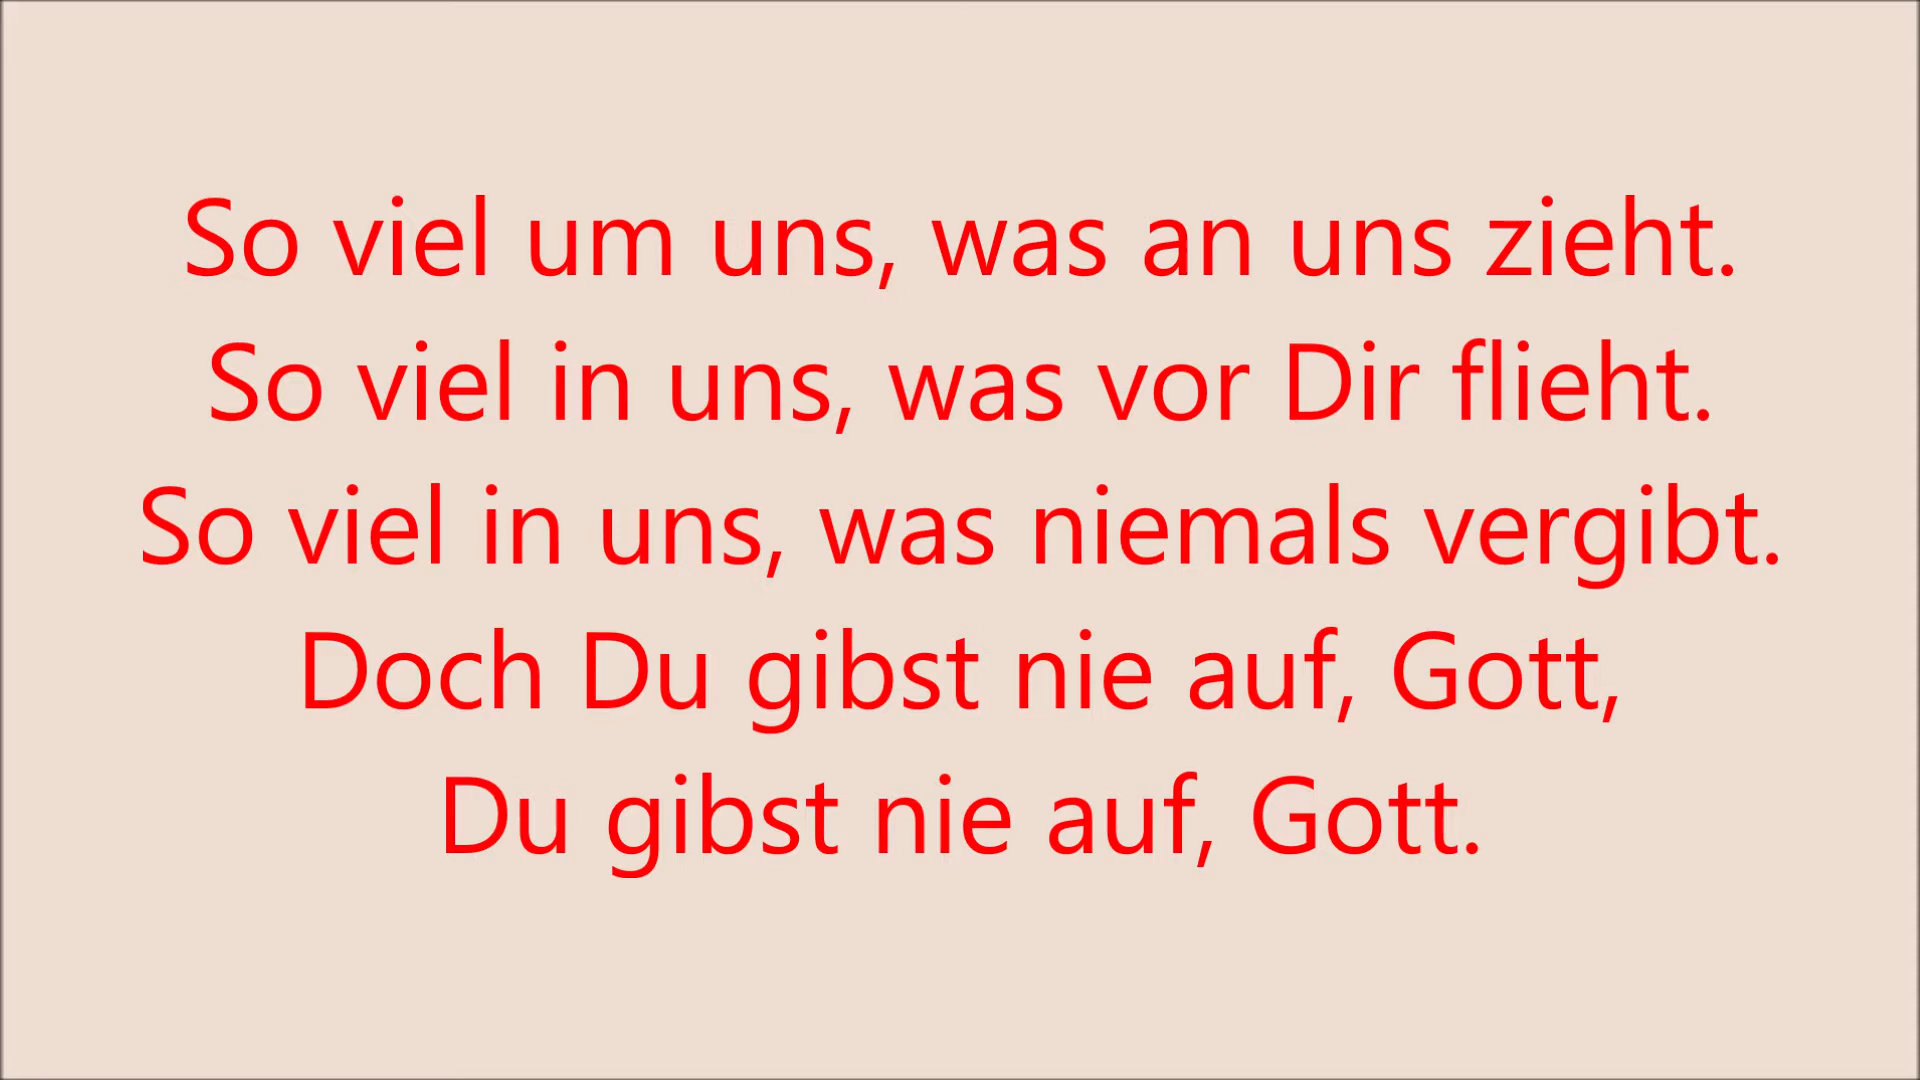 So viel um uns, was an uns zieht.
So viel in uns, was vor Dir flieht.
So viel in uns, was niemals vergibt.
Doch Du gibst nie auf, Gott,
Du gibst nie auf, Gott.